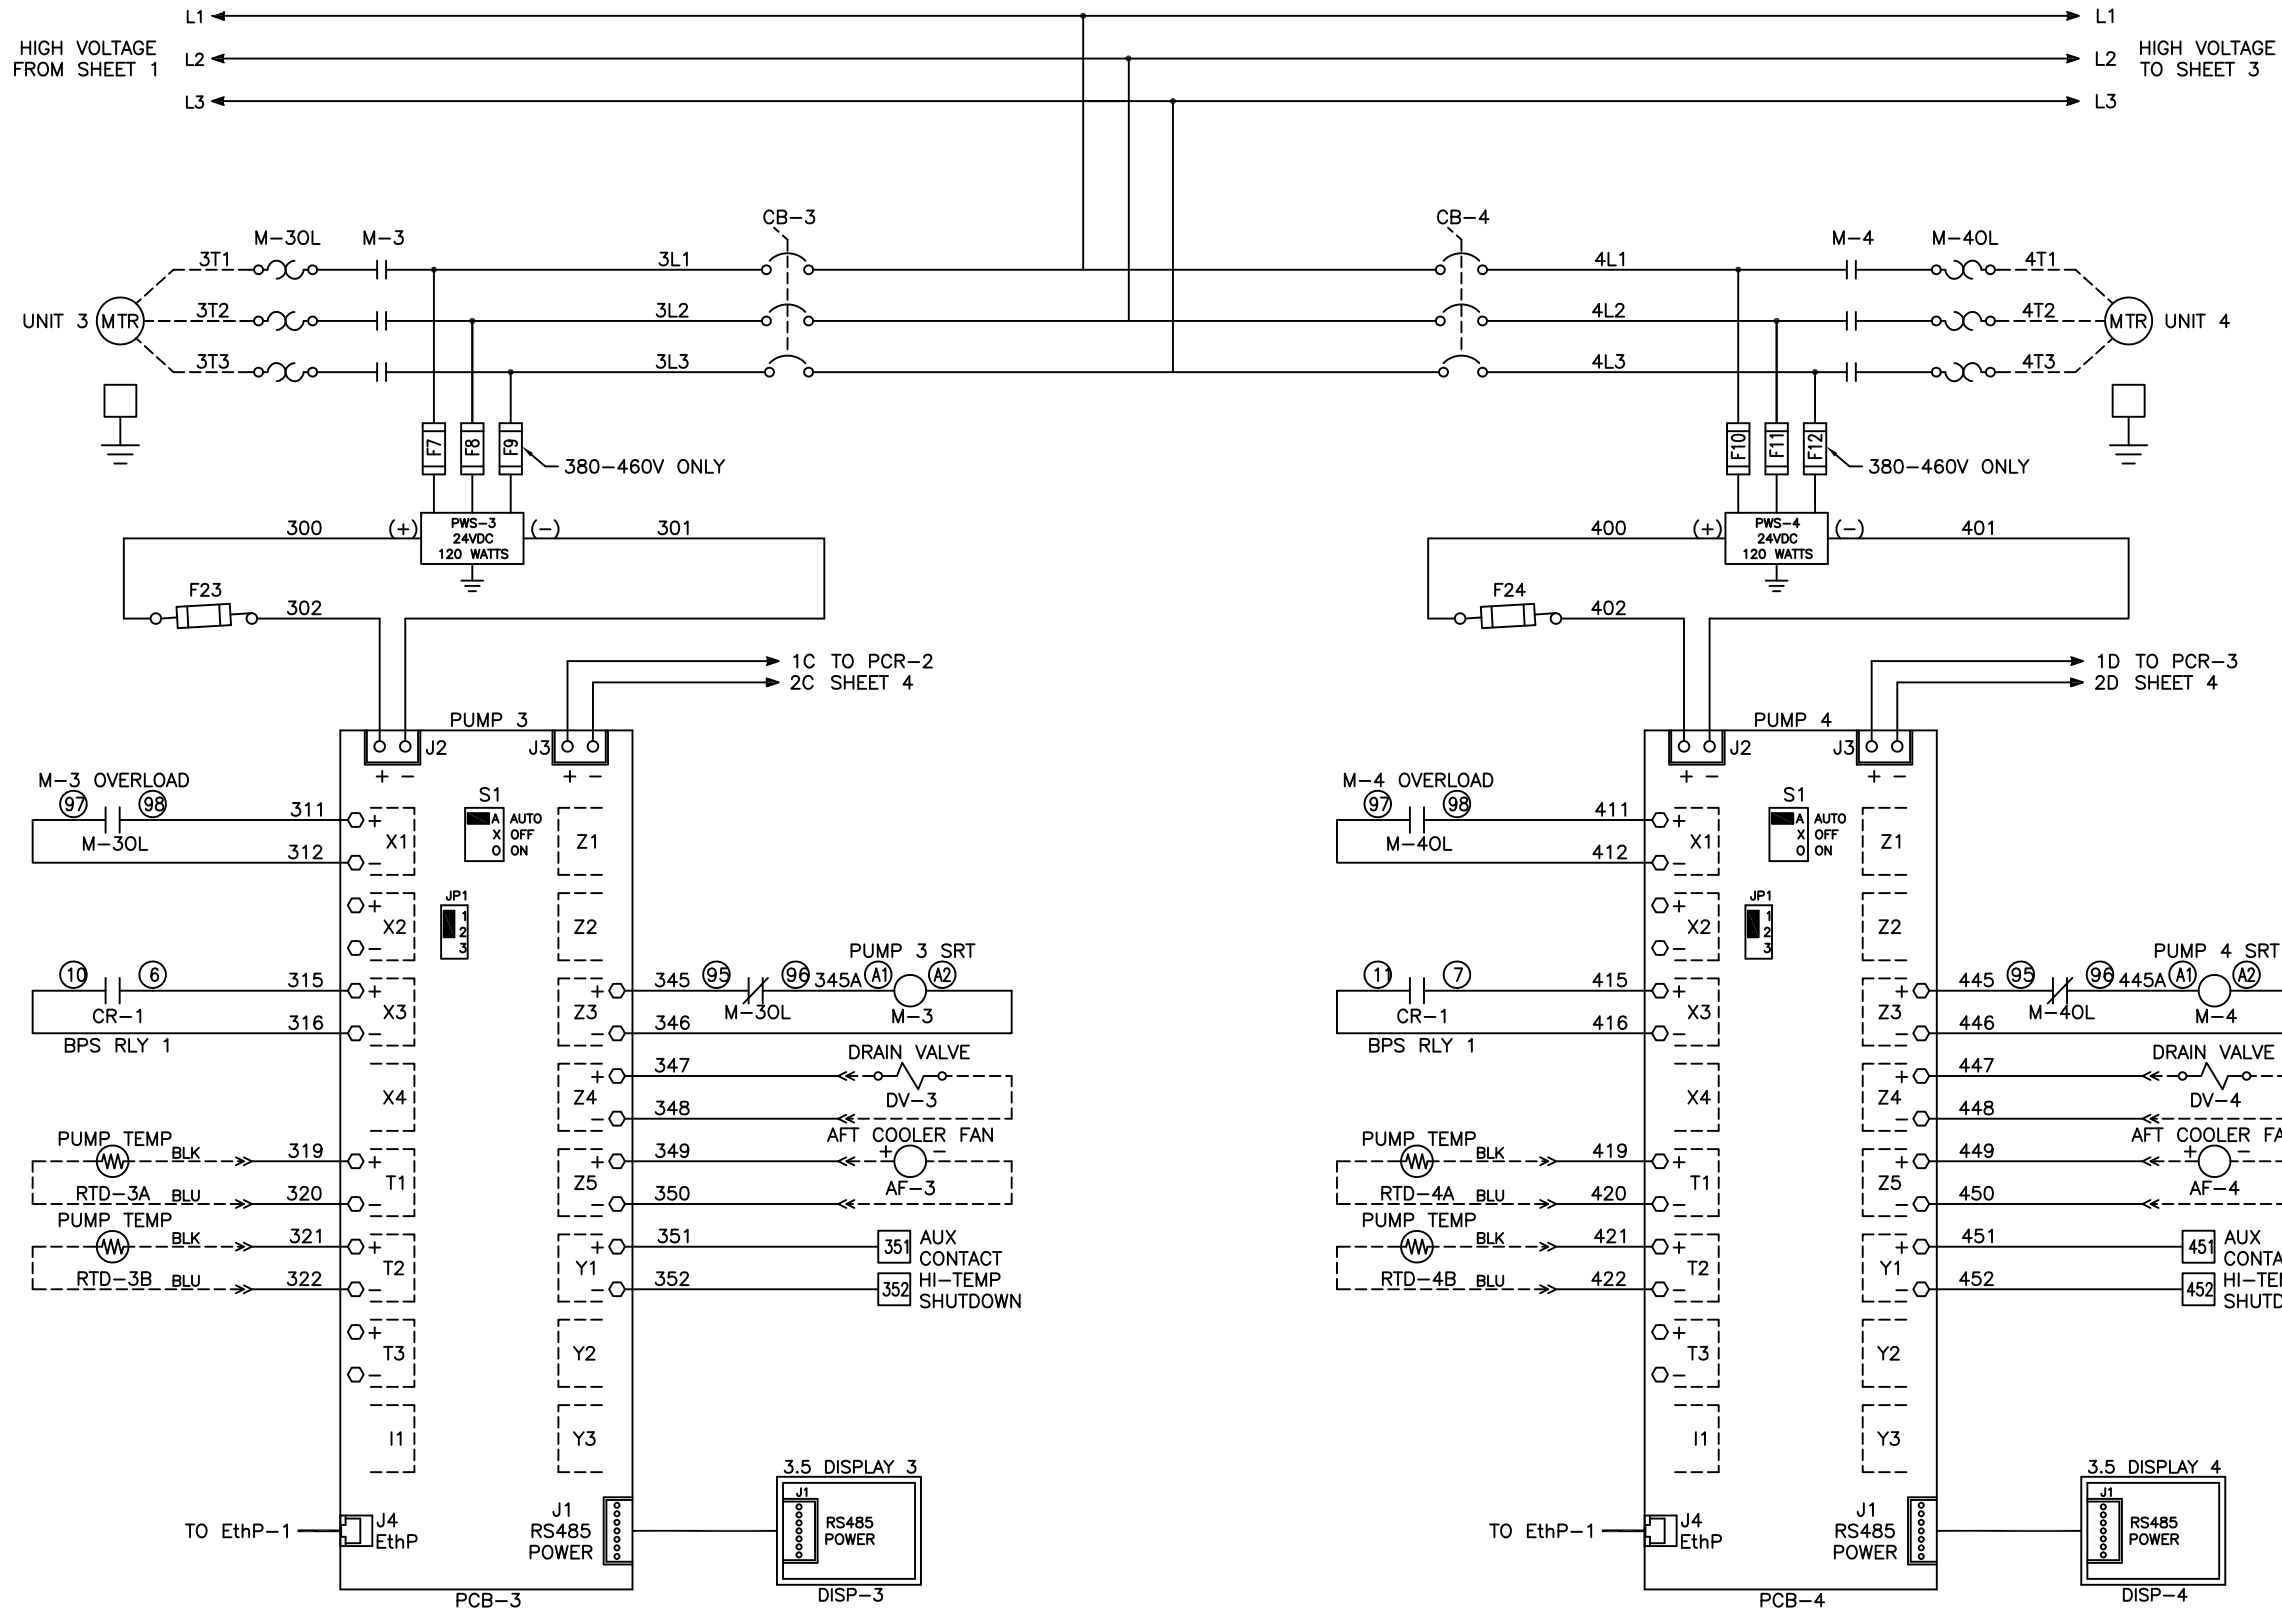 L1
L1
HIGH VOLTAGE
FROM SHEET 1
L2
L2
HIGH VOLTAGE
TO SHEET 3
L3
L3
CB-3
CB-4
M-3OL
M-3
M-4
M-4OL
3T1
3L1
4L1
4T1
UNIT 3
MTR
3T2
3L2
4L2
4T2
MTR
UNIT 4
3T3
3L3
4L3
4T3
F7
F8
F9
380-460V ONLY
F10
F11
F12
380-460V ONLY
300
(+)
PWS-3
24VDC
120 WATTS
(-)
301
400
(+)
PWS-4
24VDC
120 WATTS
(-)
401
F23
302
F24
402
1C TO PCR-2
2C SHEET 4
1D TO PCR-3
2D SHEET 4
PUMP 3
J2
J3
+ -
+ -
M-3 OVERLOAD
97
98
M-3OL
311
312
+
-
X1
S1
A AUTO
X OFF
O ON
Z1
JP1
1
2
3
+
-
X2
Z2
10
6
CR-1
BPS RLY 1
315
316
+
-
X3
Z3
+
-
345
346
95
96
M-3OL
345A
PUMP 3 SRT
A1
A2
M-3
X4
Z4
+
-
347
348
DRAIN VALVE
DV-3
PUMP TEMP
BLK
RTD-3A
BLU
319
320
+
-
T1
Z5
+
-
349
350
AFT COOLER FAN
+
-
AF-3
PUMP TEMP
BLK
RTD-3B
BLU
321
322
+
-
T2
Y1
+
-
351
352
351
AUX
CONTACT
352
HI-TEMP
SHUTDOWN
+
-
T3
Y2
I1
Y3
TO EthP-1
J4
EthP
J1
RS485
POWER
3.5 DISPLAY 3
J1
RS485
POWER
DISP-3
PCB-3
PUMP 4
J2
J3
+ -
+ -
M-4 OVERLOAD
97
98
M-4OL
411
412
+
-
X1
S1
A AUTO
X OFF
O ON
Z1
JP1
1
2
3
+
-
X2
Z2
11
7
CR-1
BPS RLY 1
415
416
+
-
X3
Z3
+
-
445
446
95
96
M-4OL
445A
PUMP 4 SRT
A1
A2
M-4
X4
Z4
+
-
447
448
DRAIN VALVE
DV-4
PUMP TEMP
BLK
RTD-4A
BLU
419
420
+
-
T1
Z5
+
-
449
450
AFT COOLER FA
+
-
AF-4
PUMP TEMP
BLK
RTD-4B
BLU
421
422
+
-
T2
Y1
+
-
451
452
451
AUX
CONTA
452
HI-TE
SHUTD
+
-
T3
Y2
I1
Y3
TO EthP-1
J4
EthP
J1
RS485
POWER
3.5 DISPLAY 4
J1
RS485
POWER
DISP-4
PCB-4